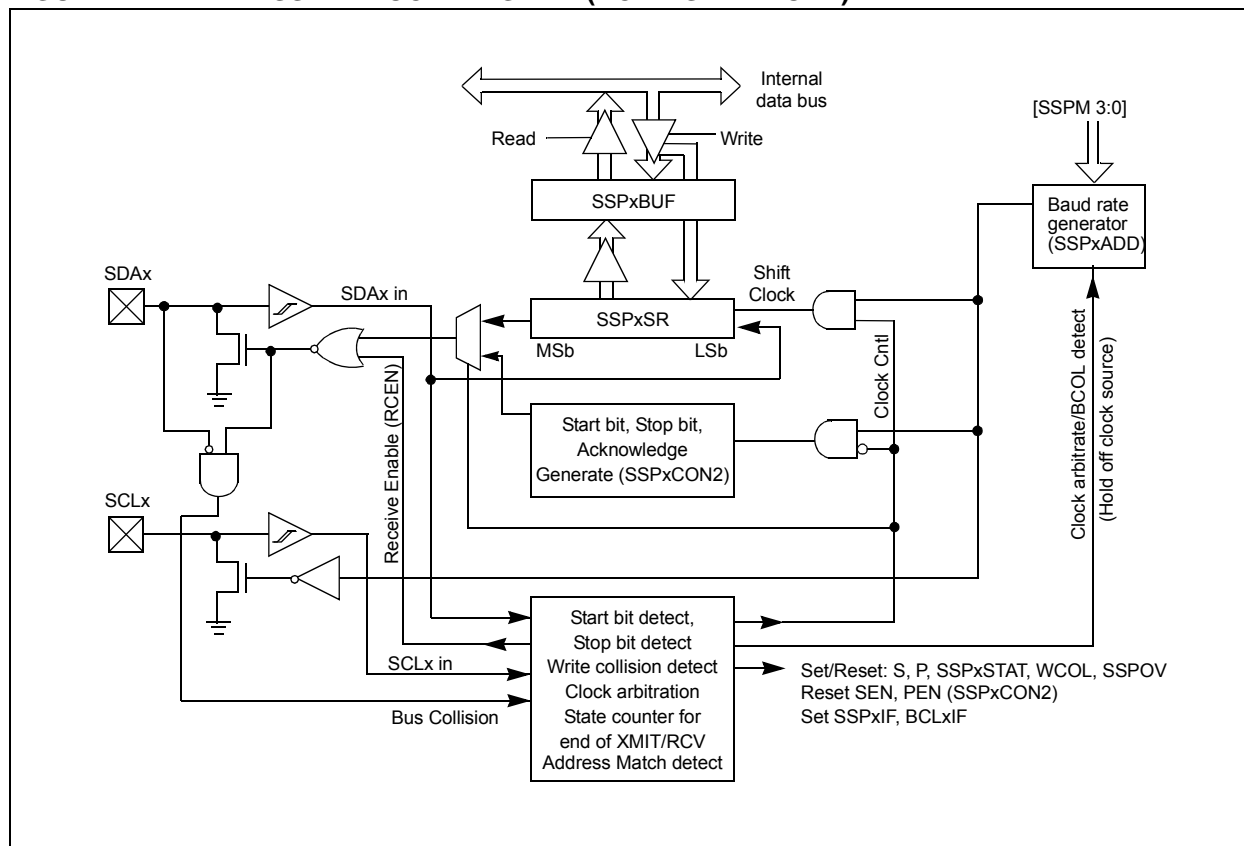 Internal
data bus
[SSPM 3:0]
Read
Write
SSPxBUF
Baud rate
generator
(SSPxADD)
SDAx
SDAx in
Shift
Clock
SSPxSR
MSb
LSb
Clock Cntl
Clock arbitrate/BCOL detect
(Hold off clock source)
Receive Enable (RCEN)
Start bit, Stop bit,
Acknowledge
Generate (SSPxCON2)
SCLx
SCLx in
Bus Collision
Start bit detect,
Stop bit detect
Write collision detect
Clock arbitration
State counter for
end of XMIT/RCV
Address Match detect
Set/Reset: S, P, SSPxSTAT, WCOL, SSPOV
Reset SEN, PEN (SSPxCON2)
Set SSPxIF, BCLxIF